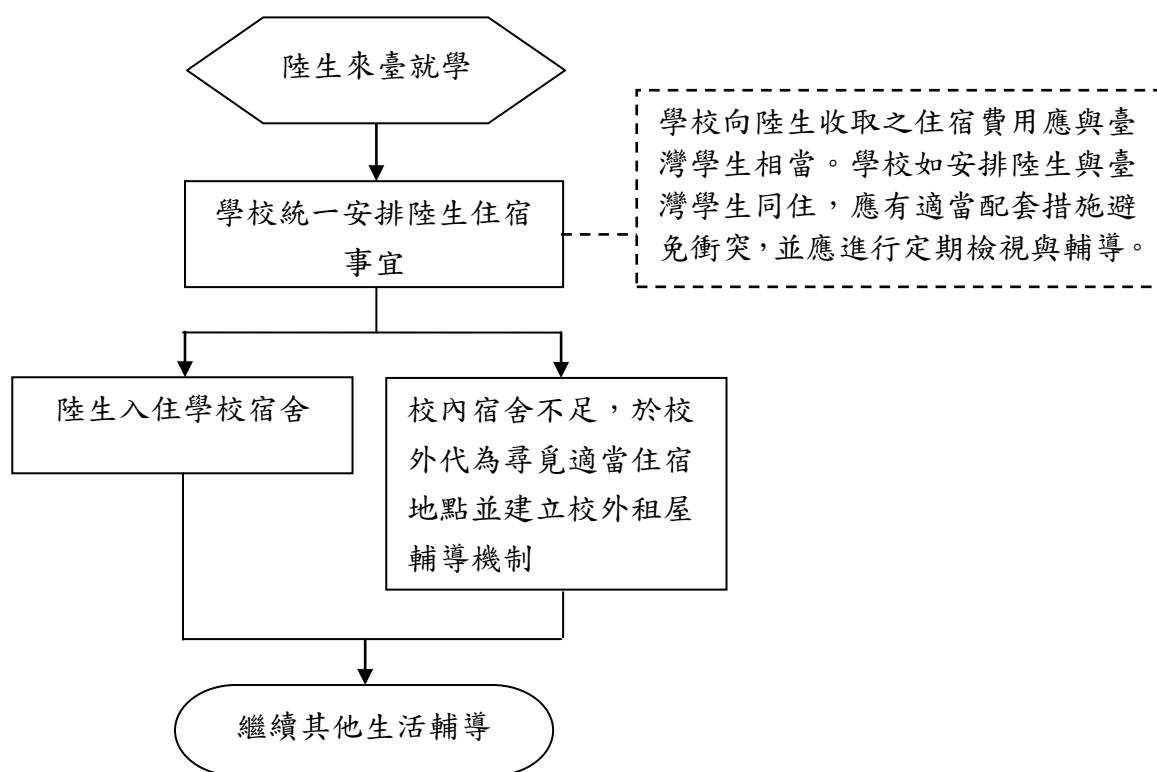 陸生來臺就學
學校向陸生收取之住宿費用應與臺
灣學生相當。學校如安排陸生與臺
灣學生同住,應有適當配套措施避
免衝突,並應進行定期檢視與輔導。
學校統一安排陸生住宿
事宜
陸生入住學校宿舍
校內宿舍不足,於校
外代為尋覓適當住宿
地點並建立校外租屋
輔導機制
繼續其他生活輔導